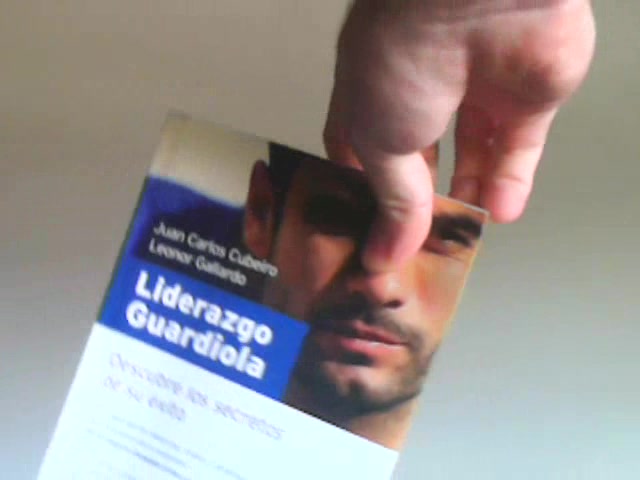 Juan Carlos Cubeiro
Leonor Gallardo
Liderazgo
Guardiola
Descubre los secretos
de su éxito